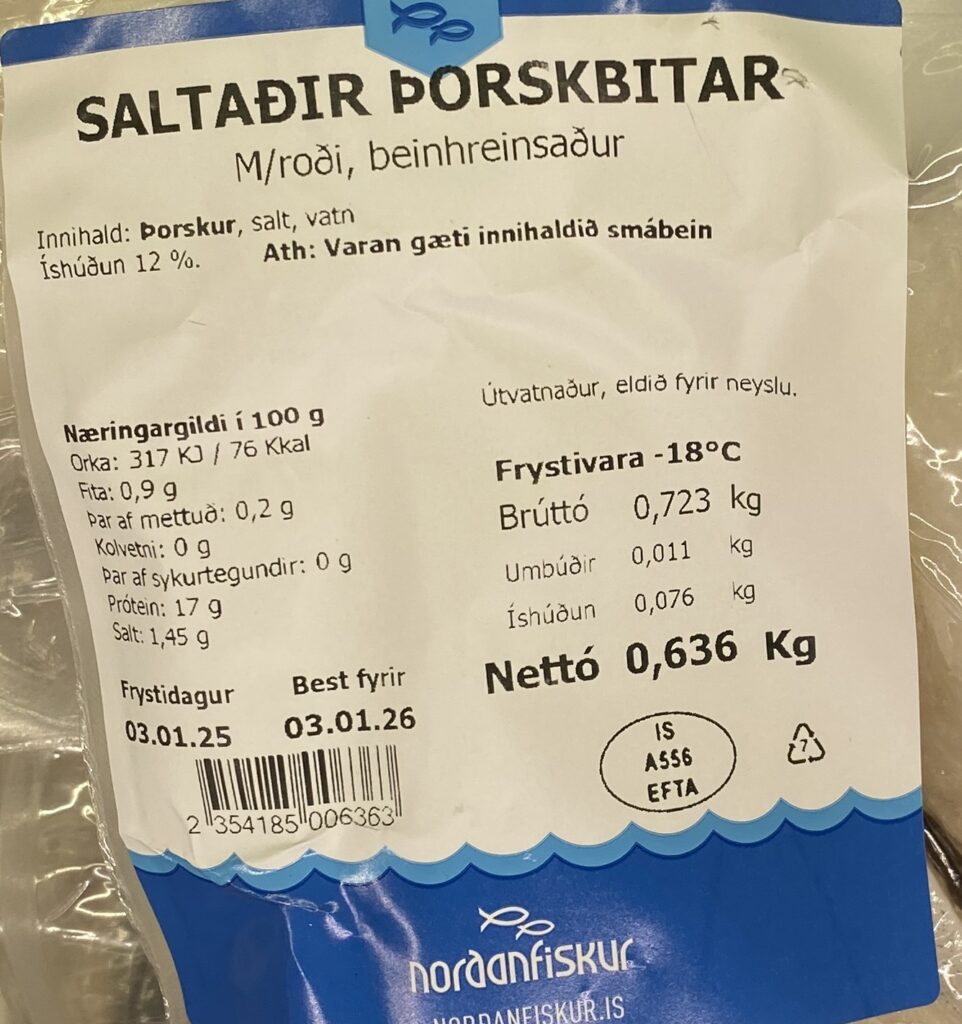 SALTAÐIR ÞORSKBITAR
M/roði, beinhreinsaður
Innihald: Þorskur, salt, vatn
Íshúðun 12 %. Ath: Varan gæti innihaldið smábein
Útvatnaður, eldið fyrir neyslu.
Næringargildi í 100 g
Orka: 317 KJ / 76 Kkal
Fita: 0,9 g
Þar af mettuð: 0,2 g
Kolvetni: 0 g
Þar af sykurtegundir: 0 g
Prótein: 17 g
Salt: 1,45 g
Frystivara -18°C
Brúttó 0,723 kg
Umbúðir 0,011 kg
Íshúðun 0,076 kg
Nettó 0,636 Kg
Frystidagur Best fyrir
03.01.25 03.01.26
2 354185 006363
IS
A556
EFTA
7
norðanfiskur
NORDANFISKUR.IS